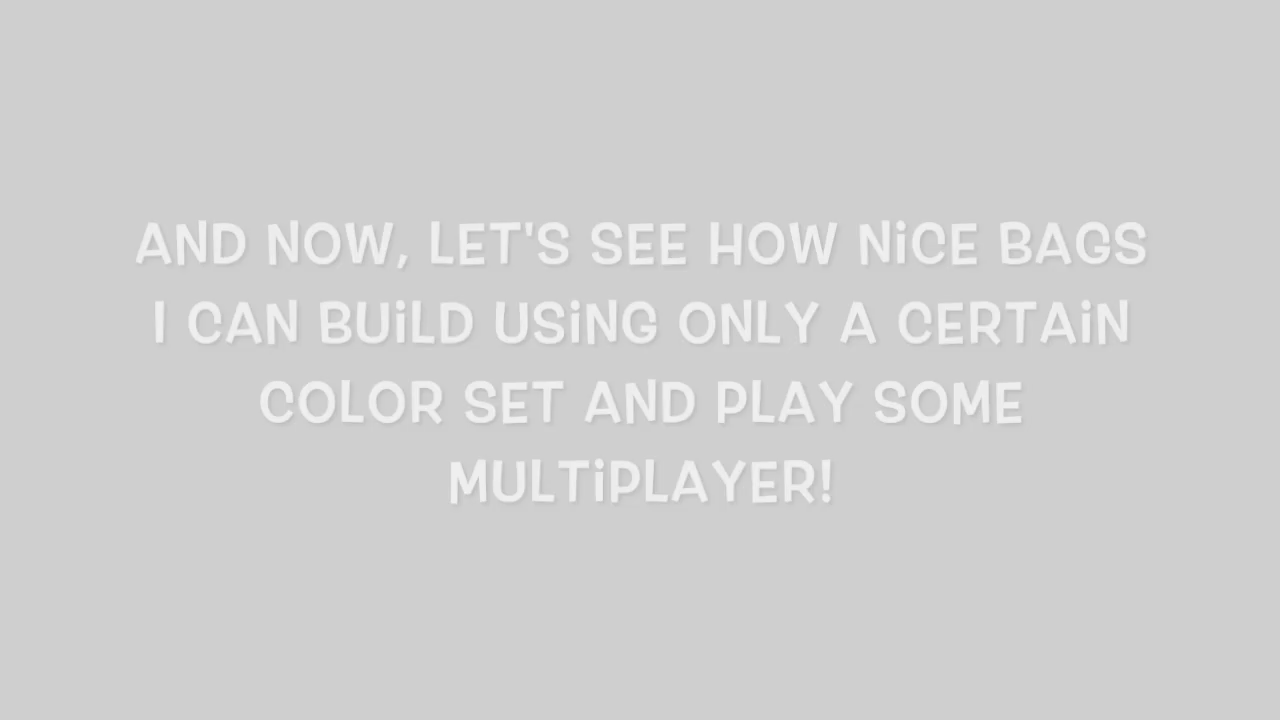 AND NOW, LET'S SEE HOW NiCE BAGS
I CAN BUiLD USiNG ONLY A CERTAiN
COLOR SET AND PLAY SOME
MULTiPLAYER!